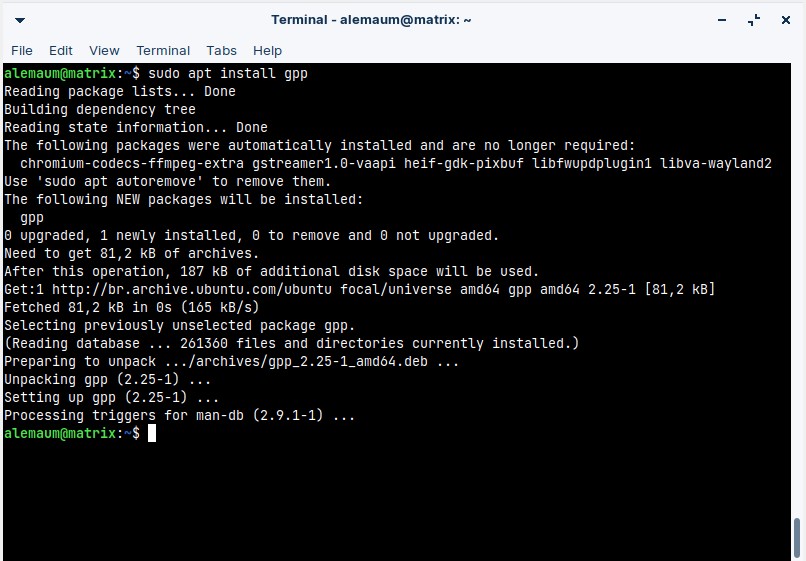 Terminal - alemaum@matrix: ~
File Edit View Terminal Tabs Help
alemaum@matrix:~$ sudo apt install gpp
Reading package lists... Done
Building dependency tree
Reading state information... Done
The following packages were automatically installed and are no longer required:
  chromium-codecs-ffmpeg-extra gstreamer1.0-vaapi heif-gdk-pixbuf libfwupdplugin1 libva-wayland2
Use 'sudo apt autoremove' to remove them.
The following NEW packages will be installed:
  gpp
0 upgraded, 1 newly installed, 0 to remove and 0 not upgraded.
Need to get 81,2 kB of archives.
After this operation, 187 kB of additional disk space will be used.
Get:1 http://br.archive.ubuntu.com/ubuntu focal/universe amd64 gpp amd64 2.25-1 [81,2 kB]
Fetched 81,2 kB in 0s (165 kB/s)
Selecting previously unselected package gpp.
(Reading database ... 261360 files and directories currently installed.)
Preparing to unpack .../archives/gpp_2.25-1_amd64.deb ...
Unpacking gpp (2.25-1) ...
Setting up gpp (2.25-1) ...
Processing triggers for man-db (2.9.1-1) ...
alemaum@matrix:~$